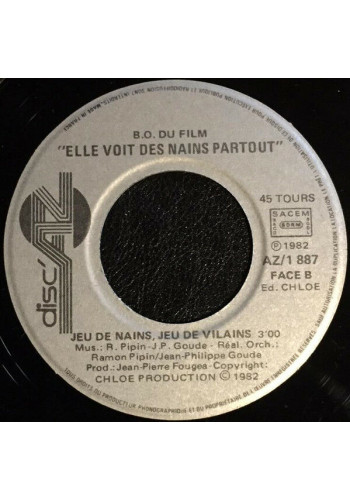 B.O. DU FILM
"ELLE VOIT DES NAINS PARTOUT"
45 TOURS
SACEM
SDRM
℗ 1982
AZ/1 887
FACE B
Ed. CHLOE
disc'AZ
JEU DE NAINS, JEU DE VILAINS 3'00
Mus.: R. Pipin-J.P. Goude - Réal. Orch.:
Ramon Pipin/Jean-Philippe Goude
Prod.: Jean-Pierre Fougea-Copyright:
CHLOE PRODUCTION © 1982